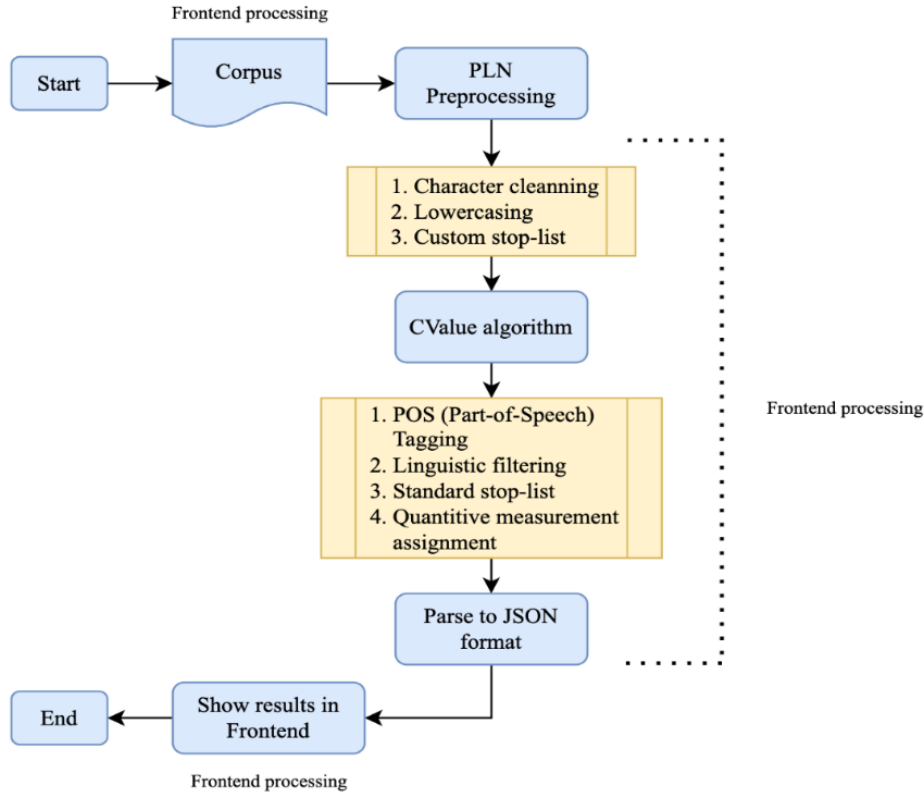 Frontend processing
Start
Corpus
PLN
Preprocessing
1. Character cleanning
2. Lowercasing
3. Custom stop-list
CValue algorithm
1. POS (Part-of-Speech)
Tagging
2. Linguistic filtering
3. Standard stop-list
4. Quantitive measurement
assignment
Frontend processing
Parse to JSON
format
End
Show results in
Frontend
Frontend processing